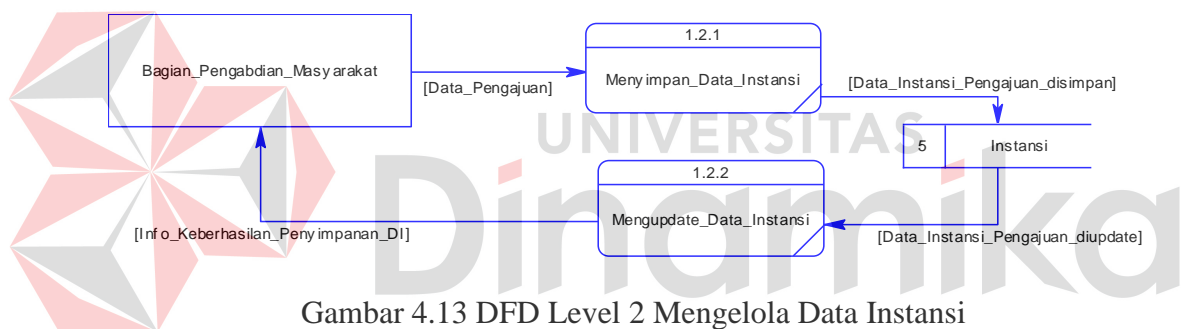 1.2.1
Bagian_Pengabdian_Masyarakat
Menyimpan_Data_Instansi
[Data_Pengajuan]
[Data_Instansi_Pengajuan_disimpan]
UNIVERSITAS
5 Instansi
1.2.2
Dinamika
Mengupdate_Data_Instansi
[Info_Keberhasilan_Penyimpanan_DI]
[Data_Instansi_Pengajuan_diupdate]
Gambar 4.13 DFD Level 2 Mengelola Data Instansi